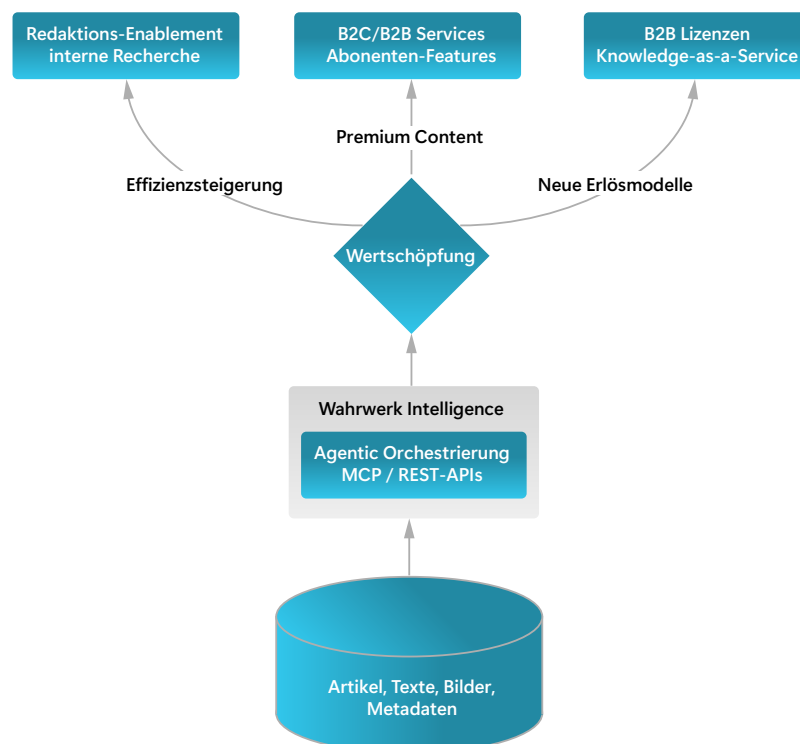 Redaktions-Enablement
interne Recherche
B2C/B2B Services
Abonenten-Features
B2B Lizenzen
Knowledge-as-a-Service
Premium Content
Effizienzsteigerung
Neue Erlösmodelle
Wertschöpfung
Wahrwerk Intelligence
Agentic Orchestrierung
MCP / REST-APIs
Artikel, Texte, Bilder,
Metadaten